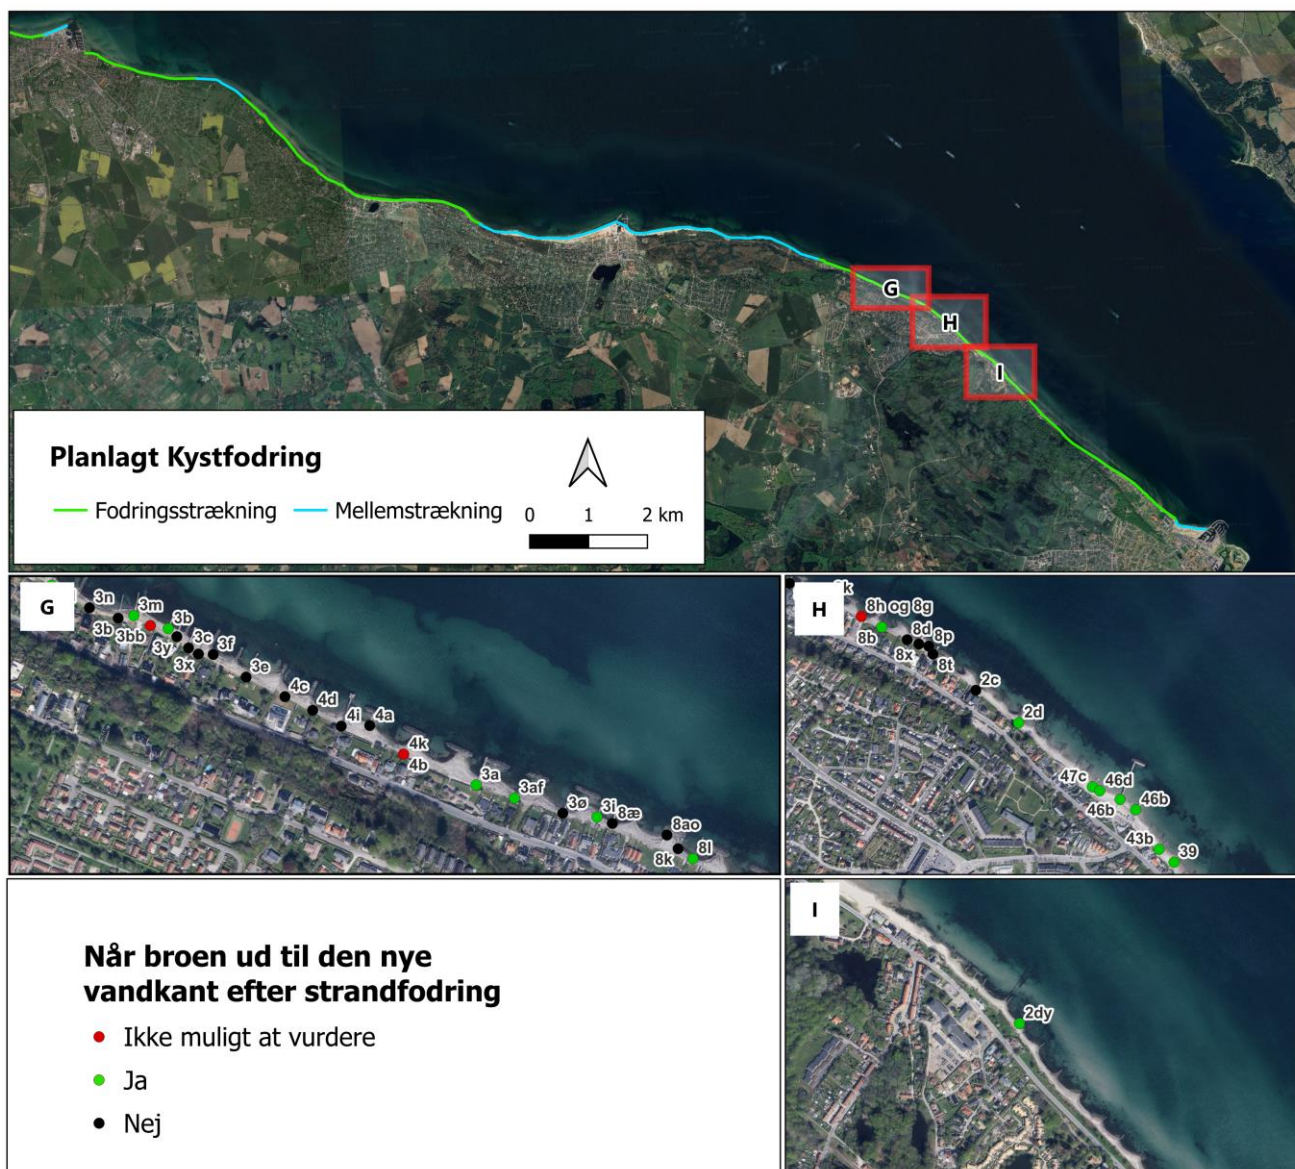 G
H
I
Planlagt Kystfodring
Fodringsstrækning
Mellemstrækning
0 1 2 km
G
3n
3m
3b
3b
3bb
3y
3c
3f
3x
3e
4c
4d
4i
4a
4k
4b
3a
3af
3ø
3i
8æ
8ao
8k
8l
H
8h og 8g
8b
8d
8p
8x
8t
2c
2d
47c
46d
46b
46b
43b
39
I
2dy
Når broen ud til den nye
vandkant efter strandfodring
Ikke muligt at vurdere
Ja
Nej